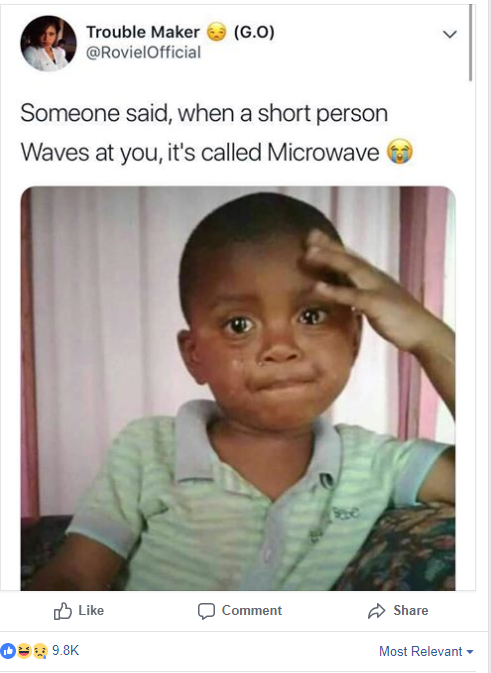 Trouble Maker 😒 (G.O)
@RovielOfficial
Someone said, when a short person
Waves at you, it's called Microwave 😭
Like Comment Share
9.8K Most Relevant